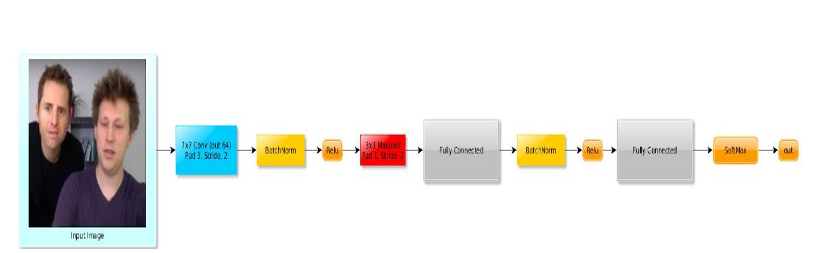 Input Image
7x7 Conv (out 64)
Pad 3, Stride, 2
BatchNorm
Relu
3x3 Maxpool
Pad 1, Stride, 2
Fully Connected
BatchNorm
Relu
Fully Connected
SoftMax
out